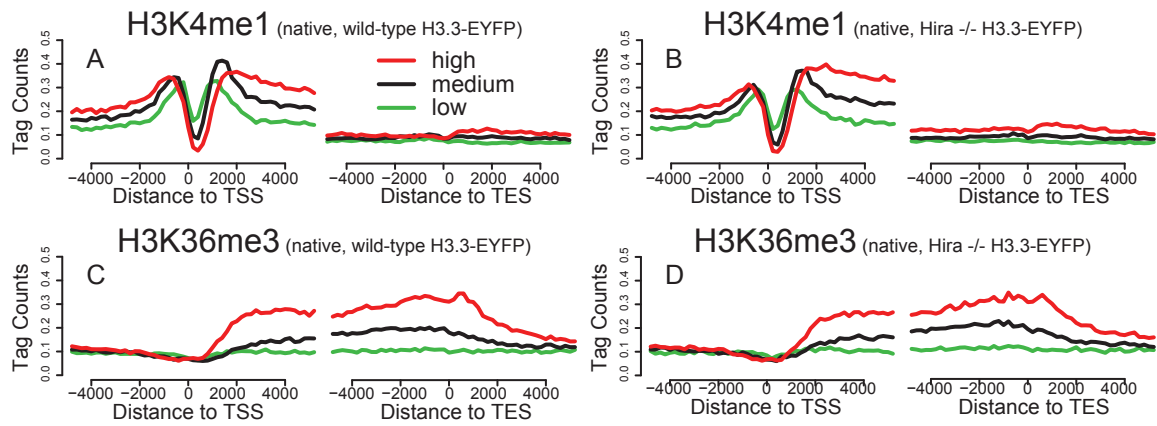 H3K4me1 (native, wild-type H3.3-EYFP)
A
high
medium
low
Tag Counts
0.0 0.1 0.2 0.3 0.4 0.5
−4000 −2000 0 2000 4000
Distance to TSS
−4000 −2000 0 2000 4000
Distance to TES
H3K4me1 (native, Hira -/- H3.3-EYFP)
B
Tag Counts
0.0 0.1 0.2 0.3 0.4 0.5
−4000 −2000 0 2000 4000
Distance to TSS
−4000 −2000 0 2000 4000
Distance to TES
H3K36me3 (native, wild-type H3.3-EYFP)
C
Tag Counts
0.0 0.1 0.2 0.3 0.4 0.5
−4000 −2000 0 2000 4000
Distance to TSS
−4000 −2000 0 2000 4000
Distance to TES
H3K36me3 (native, Hira -/- H3.3-EYFP)
D
Tag Counts
0.0 0.1 0.2 0.3 0.4 0.5
−4000 −2000 0 2000 4000
Distance to TSS
−4000 −2000 0 2000 4000
Distance to TES